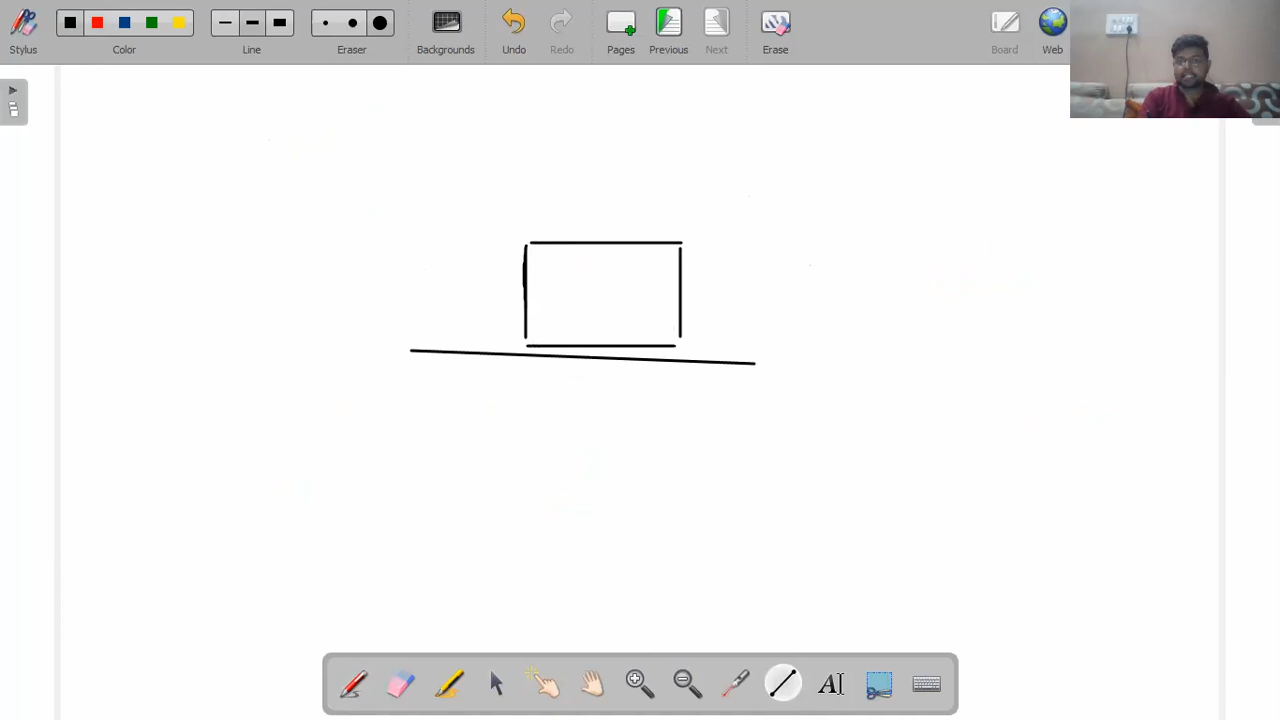 Stylus
Color
Line
Eraser
Backgrounds
Undo
Redo
Pages
Previous
Next
Erase
Board
Web
A